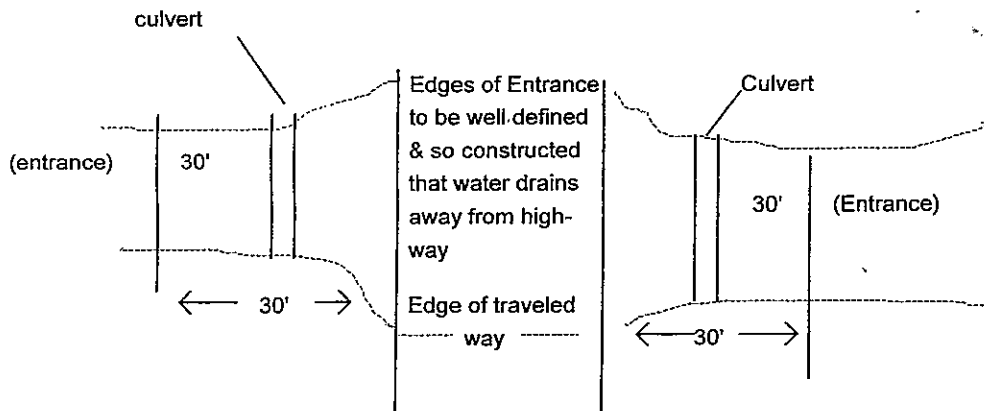 culvert
(entrance)
30'
30'
Edges of Entrance
to be well defined
& so constructed
that water drains
away from high-
way
Edge of traveled
way
Culvert
30'
(Entrance)
30'